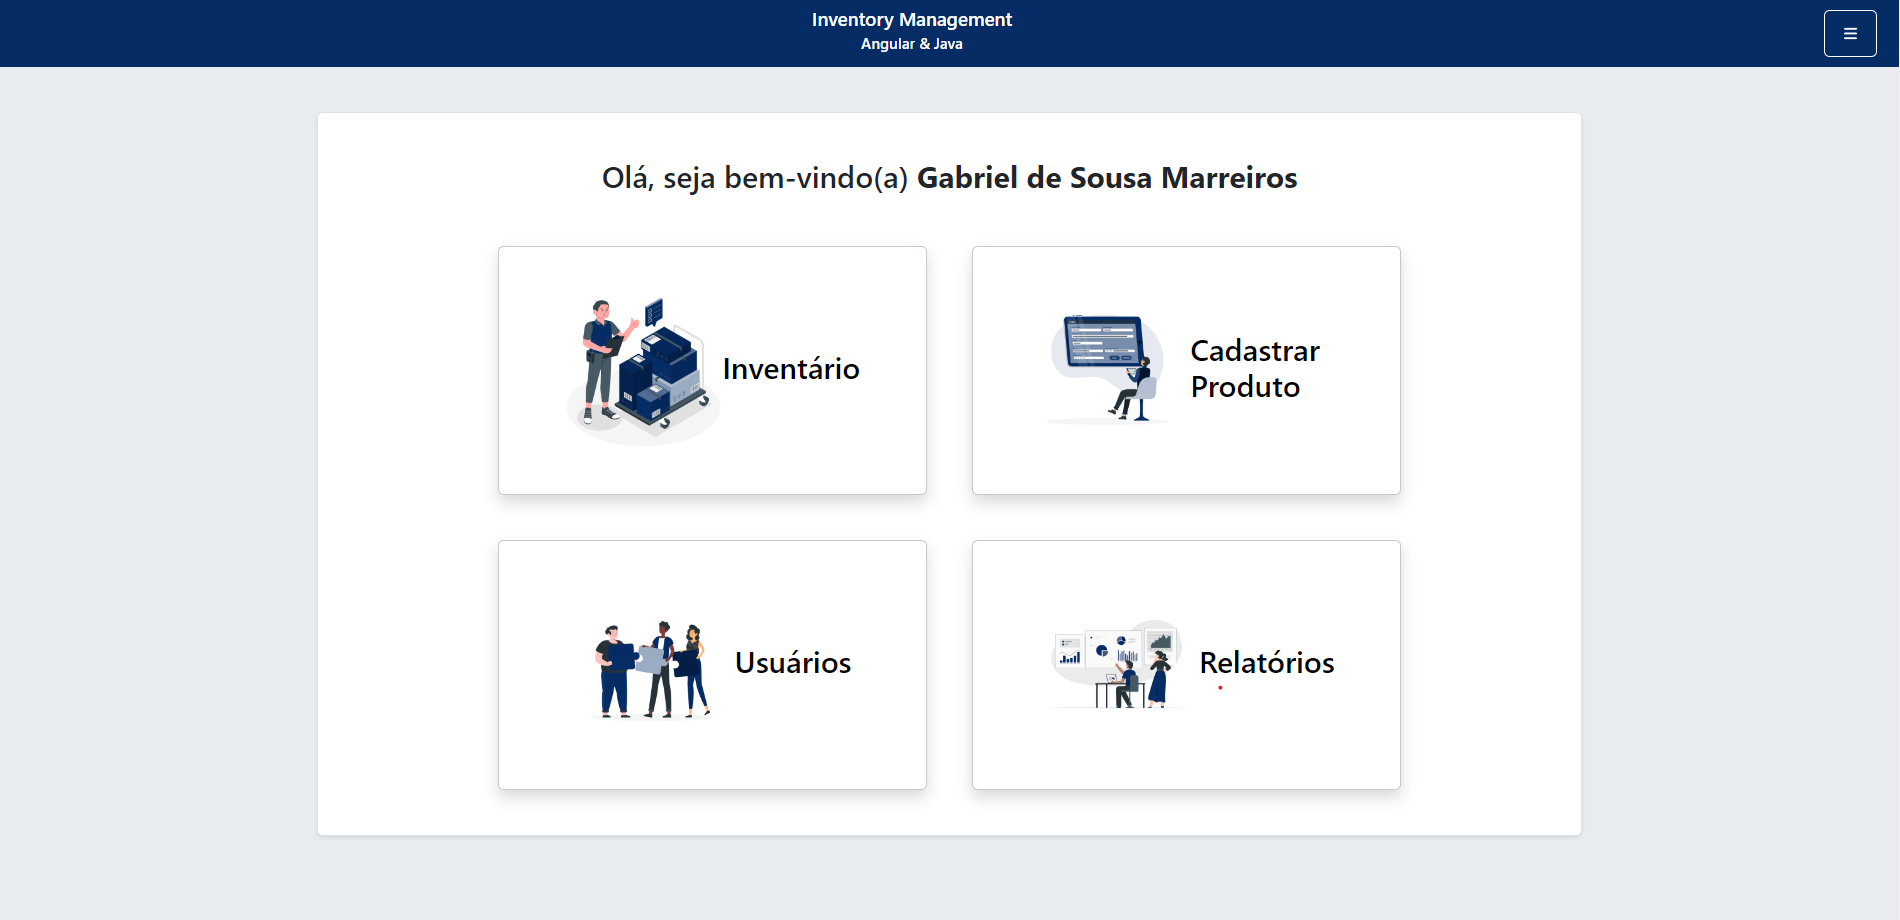 Inventory Management
Angular & Java
Olá, seja bem-vindo(a) Gabriel de Sousa Marreiros
Inventário
Cadastrar
Produto
Usuários
Relatórios